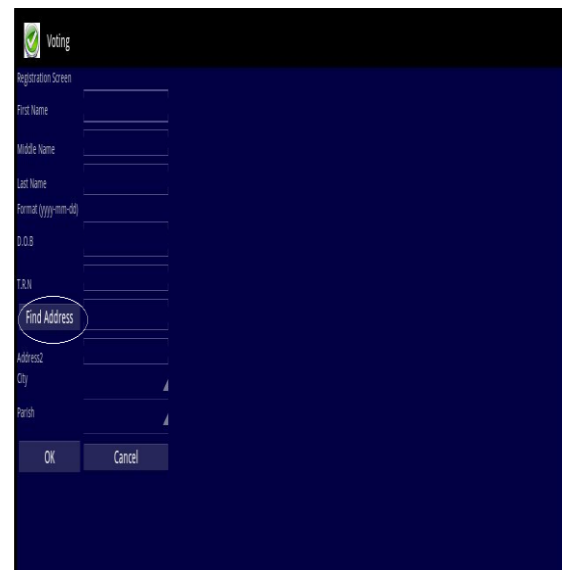 Voting
Registration Screen
First Name
Middle Name
Last Name
Format (yyyy-mm-dd)
D.O.B
T.R.N
Find Address
Address2
City
Parish
OK Cancel